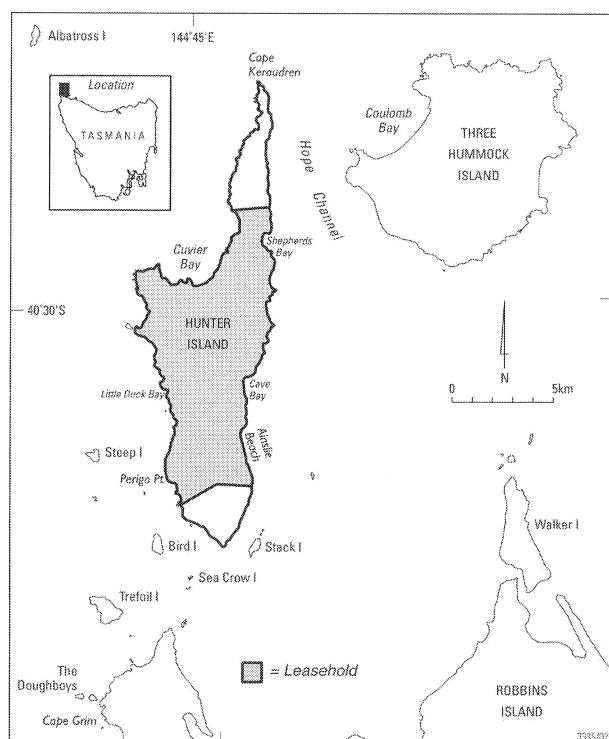 Albatross I
144°45'E
Cape
Keraudren
Location
TASMANIA
Coulomb
Bay
THREE
HUMMOCK
ISLAND
Hope Channel
Cuvier
Bay
Shepherds
Bay
40°30'S
HUNTER
ISLAND
N
0 5km
Little Duck Bay
Cave
Bay
Ainslie
Beach
Steep I
Perigo Pt
Walker I
Bird I
Stack I
Sea Crow I
Trefoil I
The
Doughboys
= Leasehold
Cape Grim
ROBBINS
ISLAND